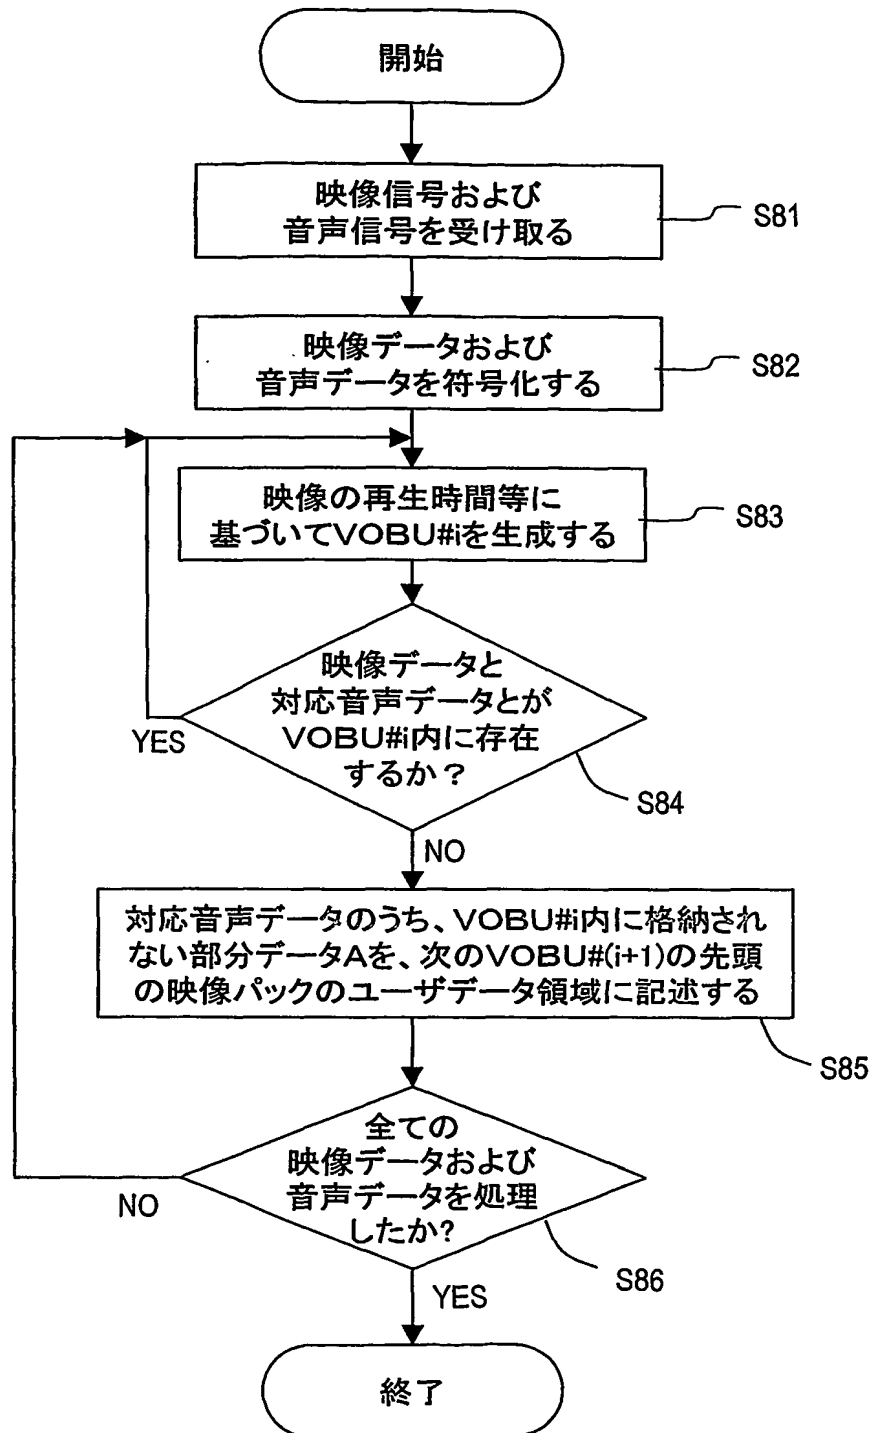 開始
映像信号および
音声信号を受け取る
S81
映像データおよび
音声データを符号化する
S82
映像の再生時間等に
基づいてVOBU#iを生成する
S83
映像データと
対応音声データとが
VOBU#i内に存在
するか？
YES
S84
NO
対応音声データのうち、VOBU#i内に格納され
ない部分データAを、次のVOBU#(i+1)の先頭
の映像パックのユーザデータ領域に記述する
S85
全ての
映像データおよび
音声データを処理
したか?
NO
S86
YES
終了